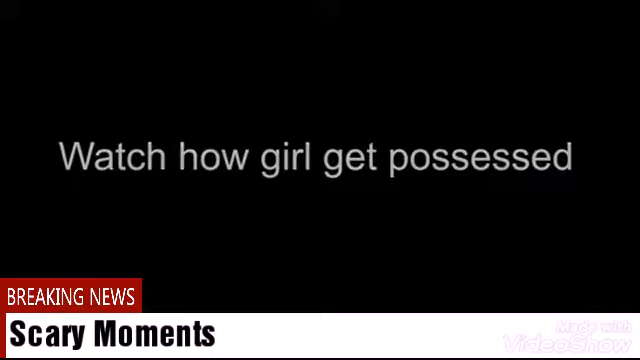 Watch how girl get possessed
BREAKING NEWS
Scary Moments
Made with
VideoShow